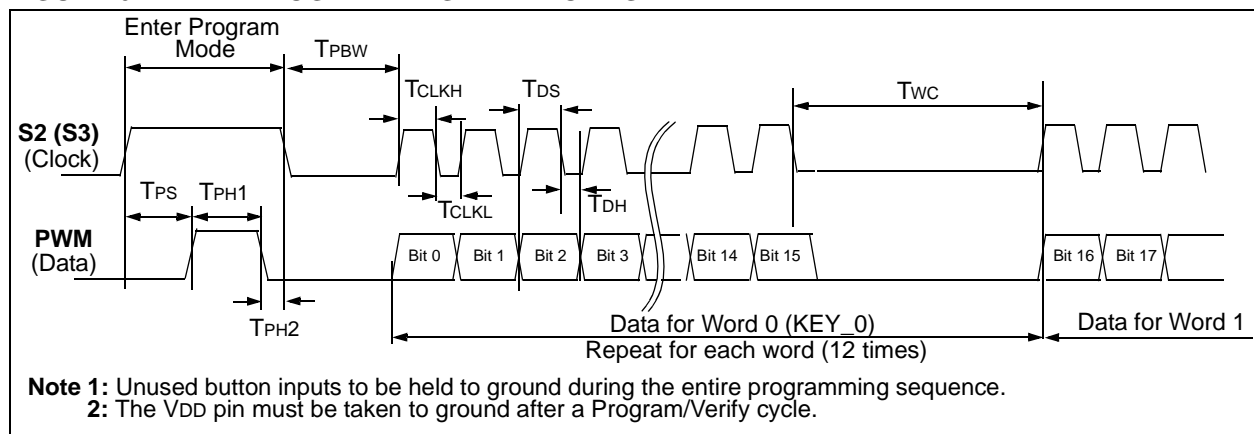 Enter Program
Mode
TPBW
TCLKH
TDS
TWC
S2 (S3)
(Clock)
TPS
TPH1
TCLKL
TDH
PWM
(Data)
Bit 0
Bit 1
Bit 2
Bit 3
Bit 14
Bit 15
Bit 16
Bit 17
TPH2
Data for Word 0 (KEY_0)
Repeat for each word (12 times)
Data for Word 1
Note 1: Unused button inputs to be held to ground during the entire programming sequence.
2: The VDD pin must be taken to ground after a Program/Verify cycle.